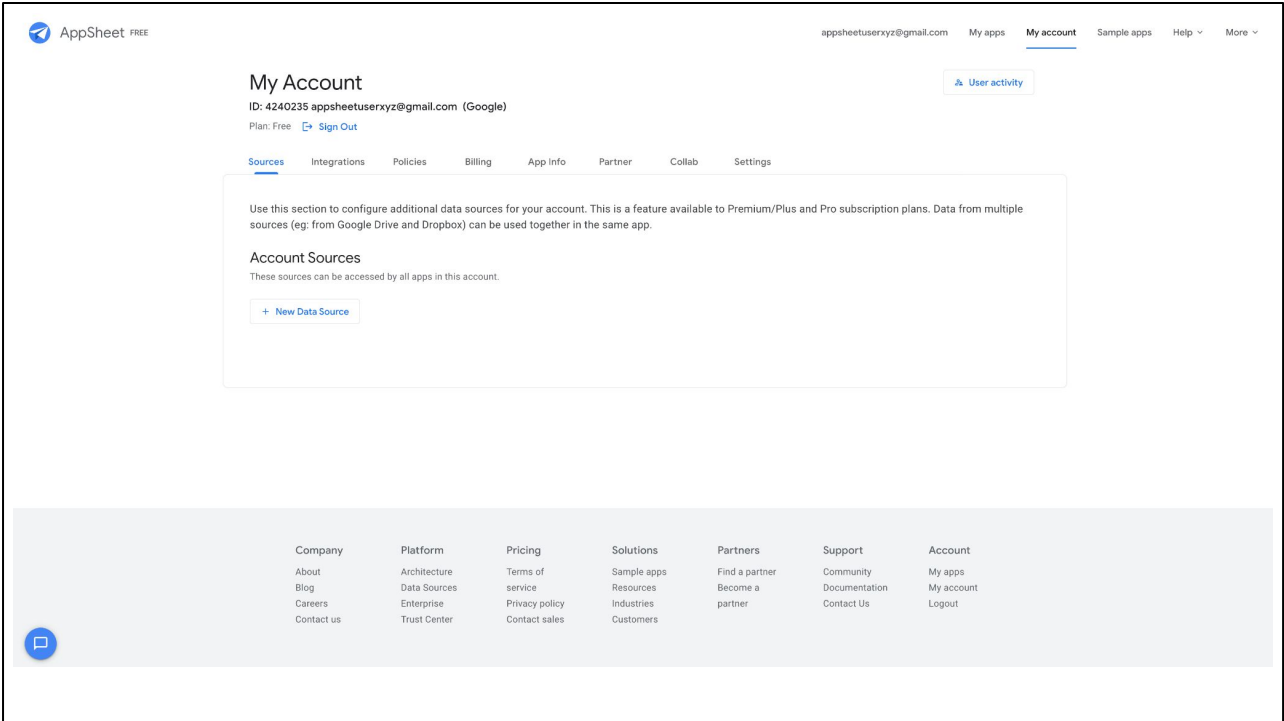 AppSheet FREE
appsheetuserxyz@gmail.com My apps My account Sample apps Help More
My Account
User activity
ID: 4240235 appsheetuserxyz@gmail.com (Google)
Plan: Free Sign Out
Sources Integrations Policies Billing App Info Partner Collab Settings
Use this section to configure additional data sources for your account. This is a feature available to Premium/Plus and Pro subscription plans. Data from multiple
sources (eg: from Google Drive and Dropbox) can be used together in the same app.
Account Sources
These sources can be accessed by all apps in this account.
+ New Data Source
Company Platform Pricing Solutions Partners Support Account
About Architecture Terms of Sample apps Find a partner Community My apps
Blog Data Sources service Resources Become a Documentation My account
Careers Enterprise Privacy policy Industries partner Contact Us Logout
Contact us Trust Center Contact sales Customers